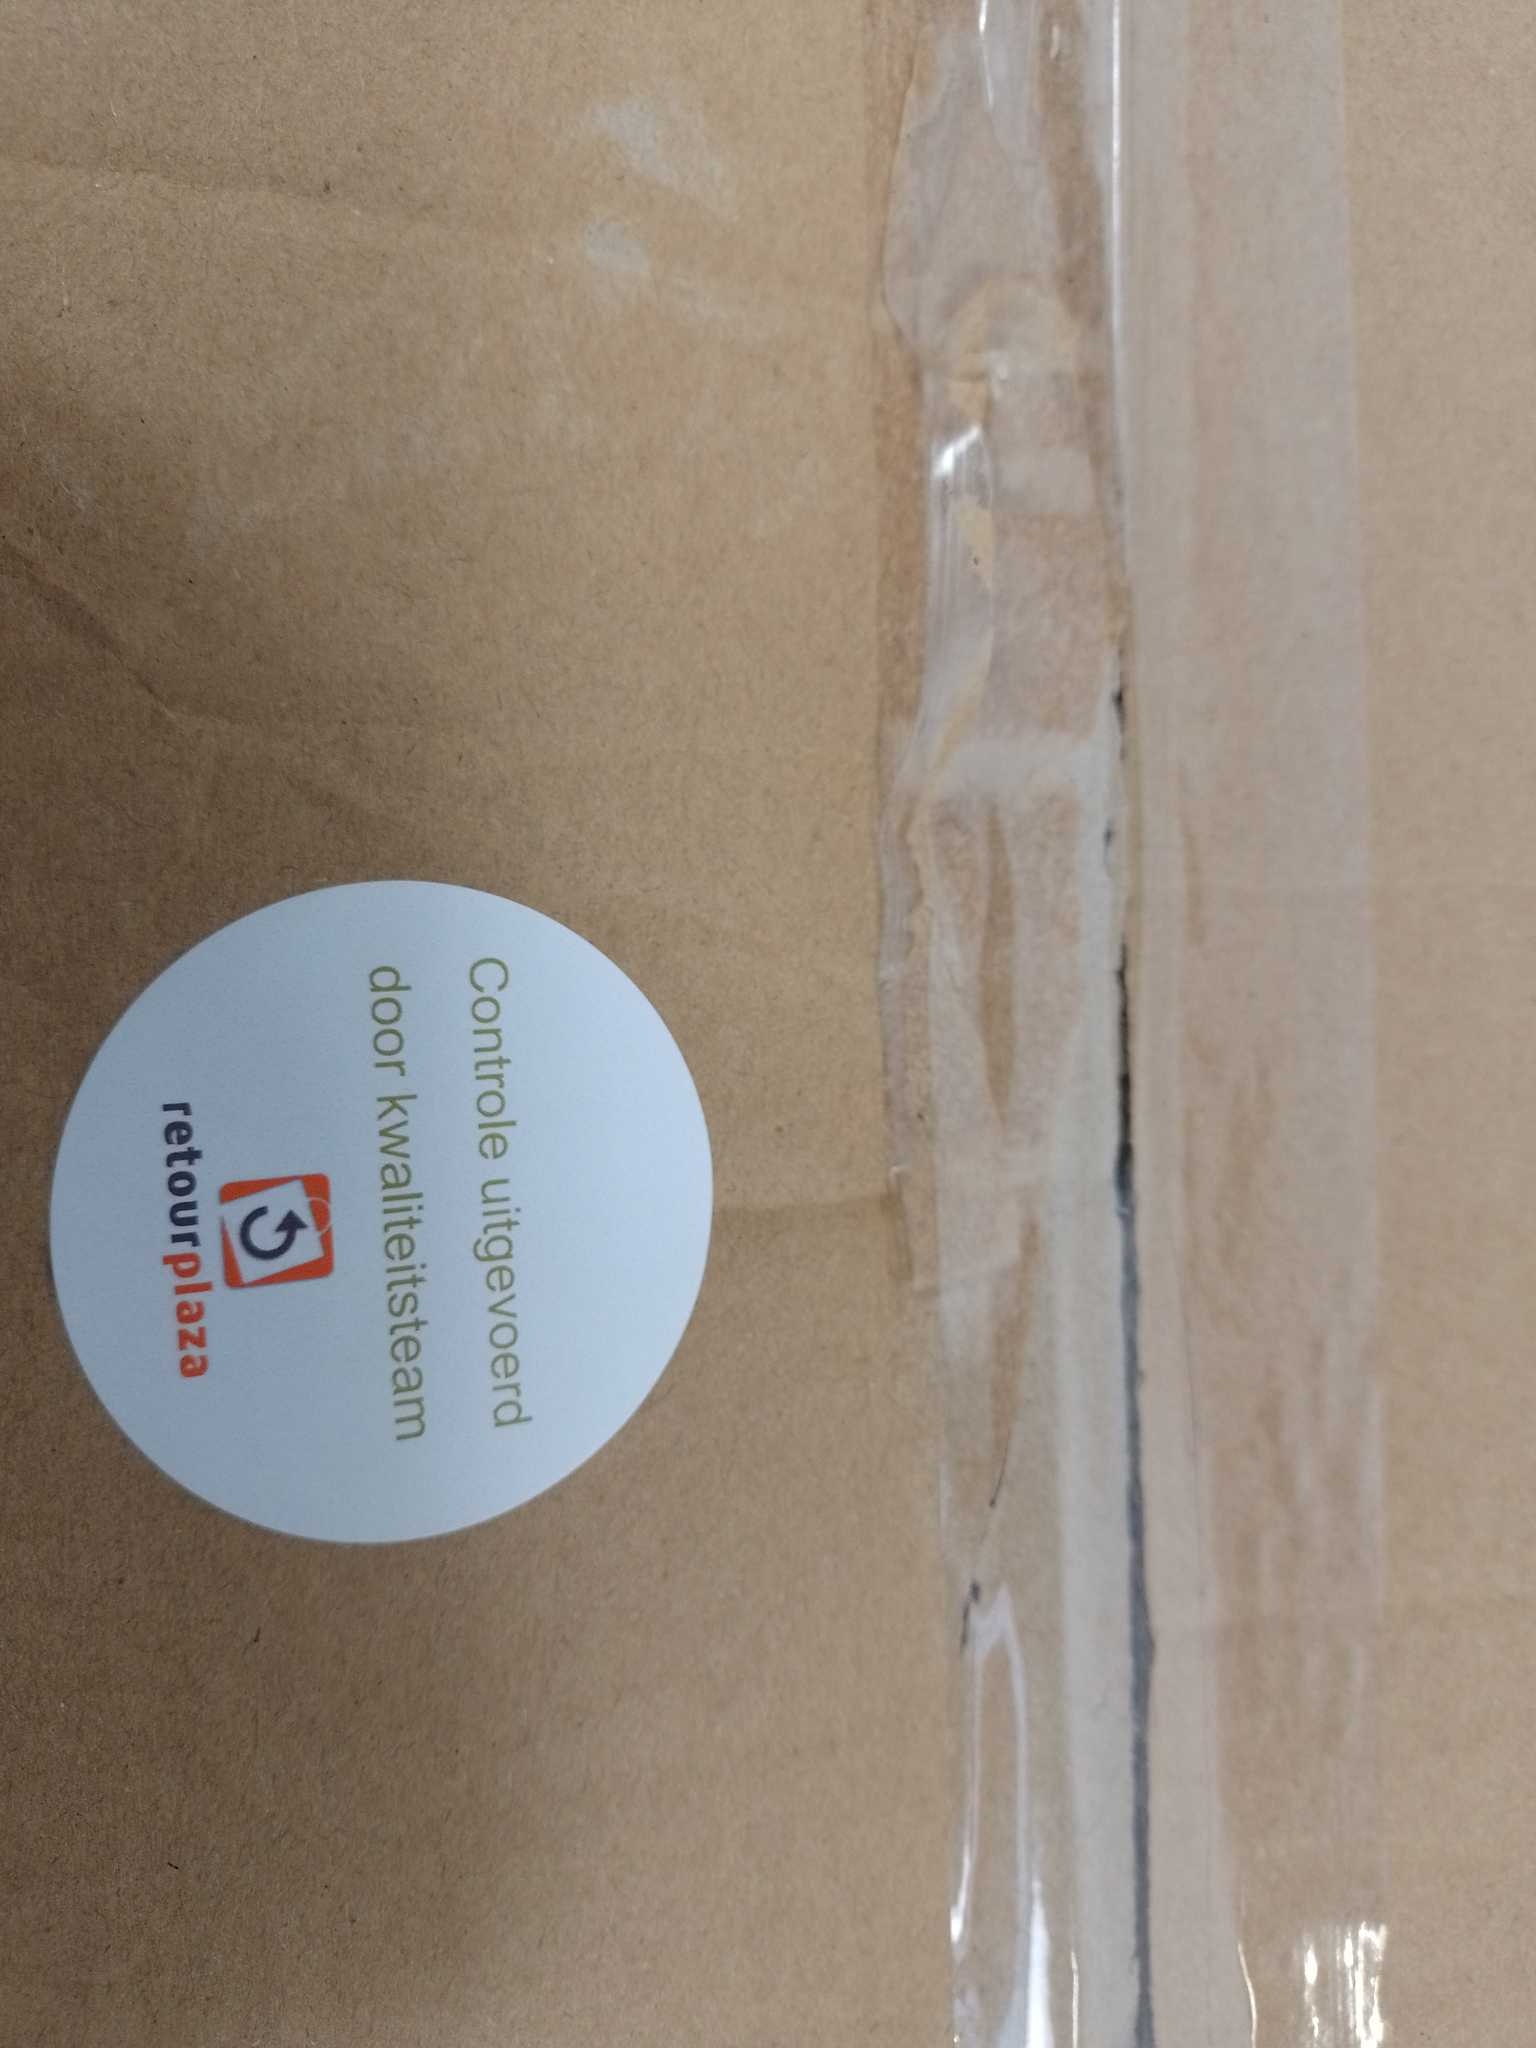 Controle uitgevoerd
door kwaliteitsteam
retourplaza